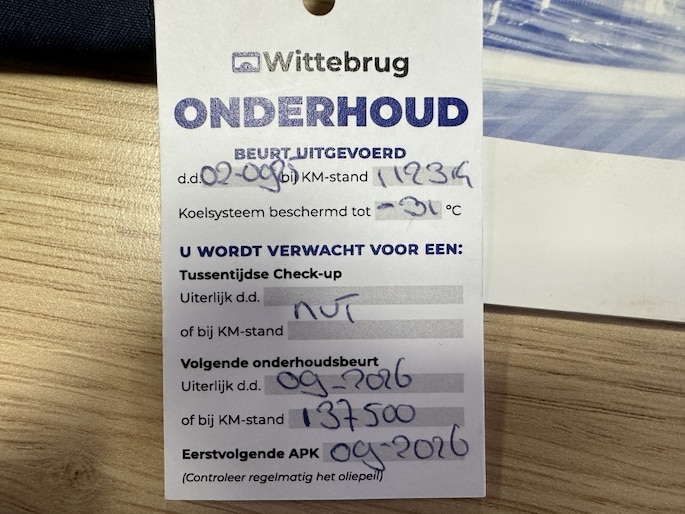 Wittebrug
ONDERHOUD
BEURT UITGEVOERD
d.d. 02-09 bij KM-stand
Koelsysteem beschermd tot -31 °C
U WORDT VERWACHT VOOR EEN:
Tussentijdse Check-up
Uiterlijk d.d.
nvt
of bij KM-stand
Volgende onderhoudsbeurt
Uiterlijk d.d. 09-2026
of bij KM-stand 137500
Eerstvolgende APK 09-2026
(Controleer regelmatig het oliepeil)